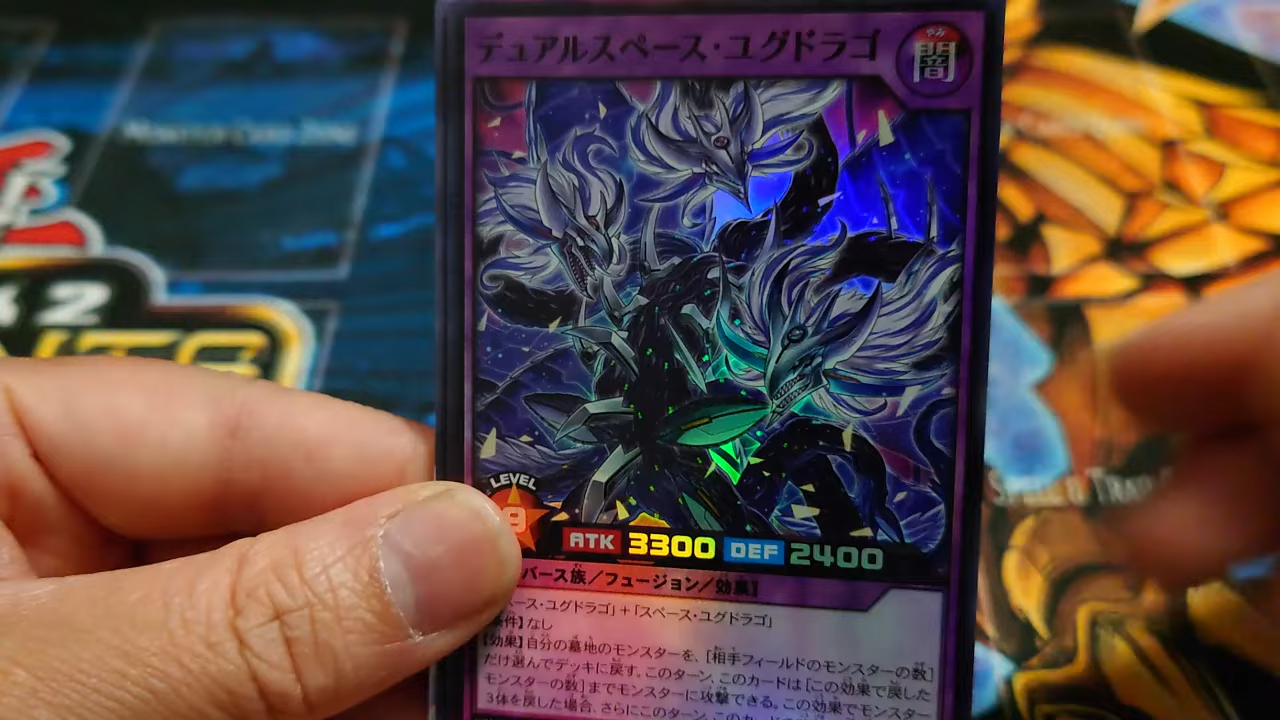 デュアルスペース・ユグドラゴ
やみ
闇
LEVEL
9
ATK 3300 DEF 2400
バース族／フュージョン／効果】
ース・ユグドラゴ」+「スペース・ユグドラゴ」
条件】なし
【効果】自分の墓地のモンスターを、[相手フィールドのモンスターの数]
だけ選んでデッキに戻す。このターン、このカードは[この効果で戻した
モンスターの数]までモンスターに攻撃できる。この効果でモンスター
3体を戻した場合、さらにこのターン、このカード